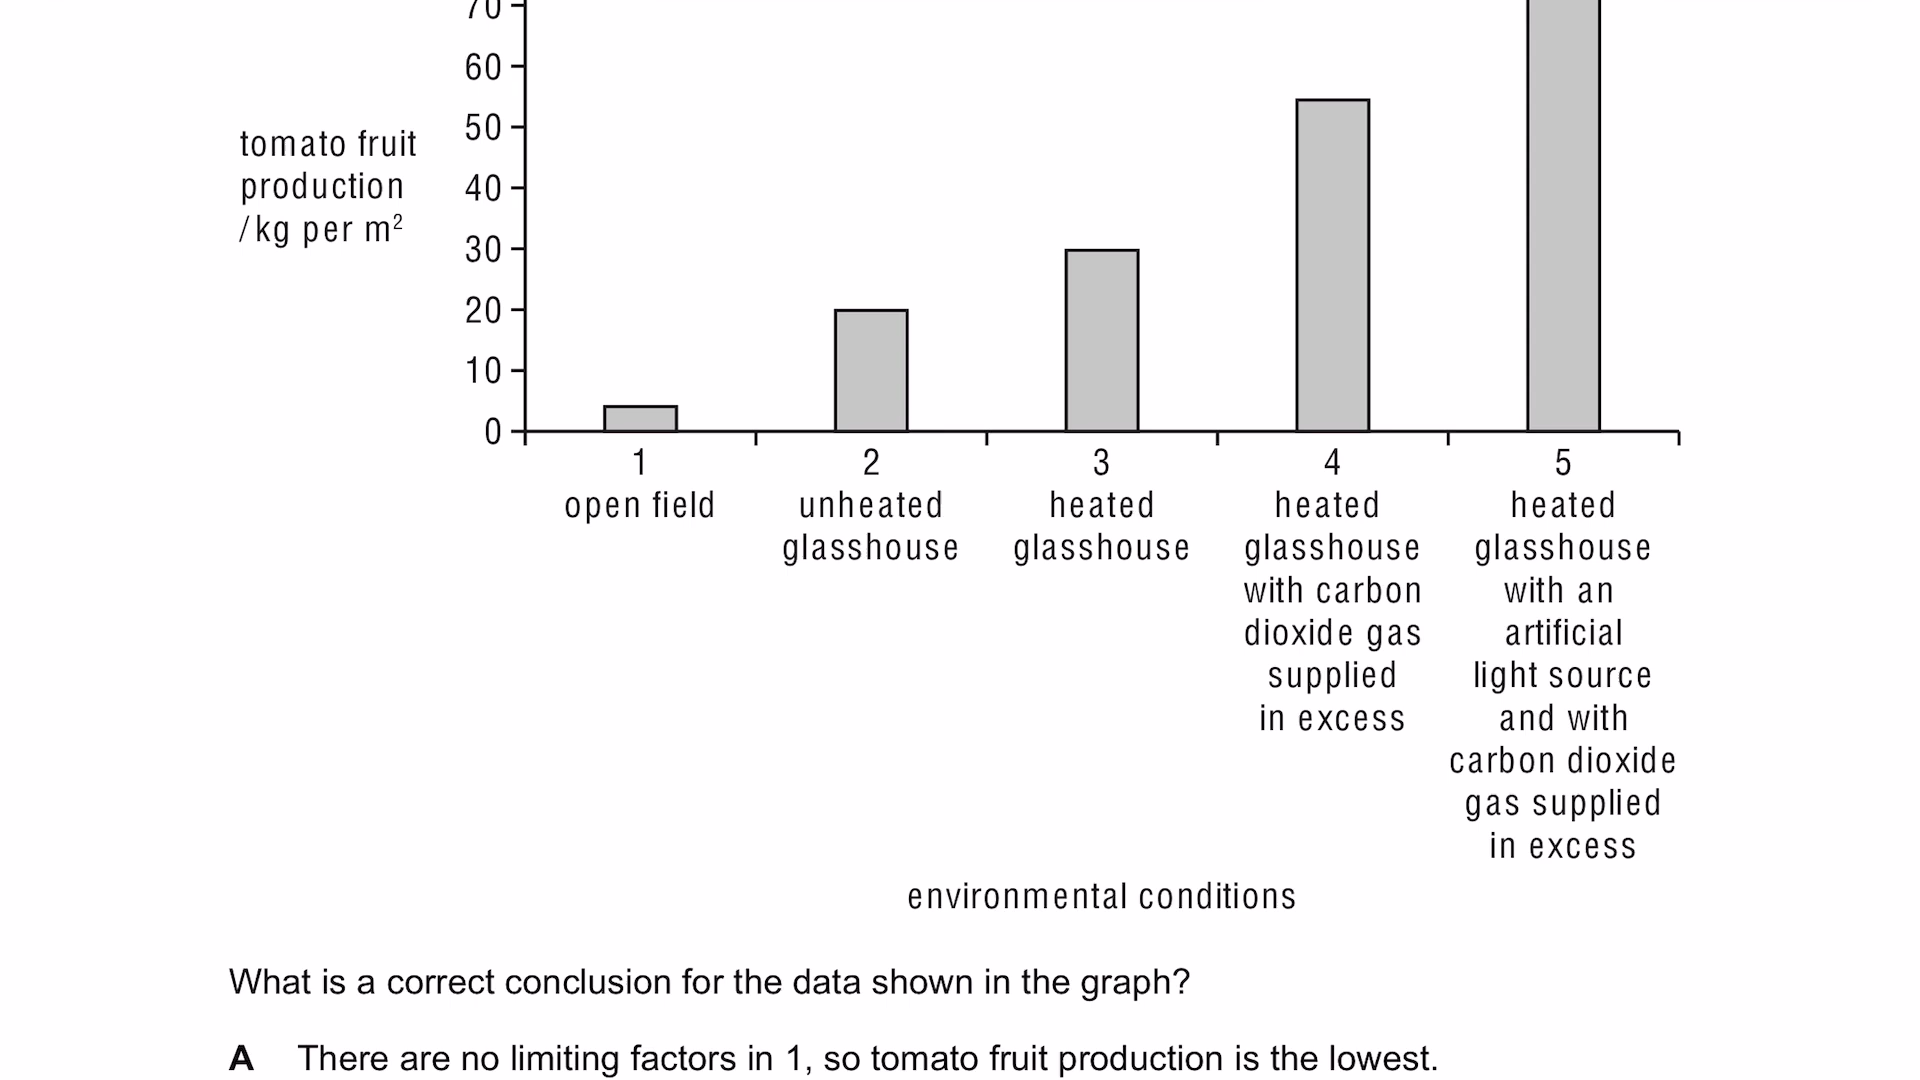 70
60
50
40
30
20
10
0
tomato fruit
production
/kg per m²
1
open field
2
unheated
glasshouse
3
heated
glasshouse
4
heated
glasshouse
with carbon
dioxide gas
supplied
in excess
5
heated
glasshouse
with an
artificial
light source
and with
carbon dioxide
gas supplied
in excess
environmental conditions
What is a correct conclusion for the data shown in the graph?
A There are no limiting factors in 1, so tomato fruit production is the lowest.